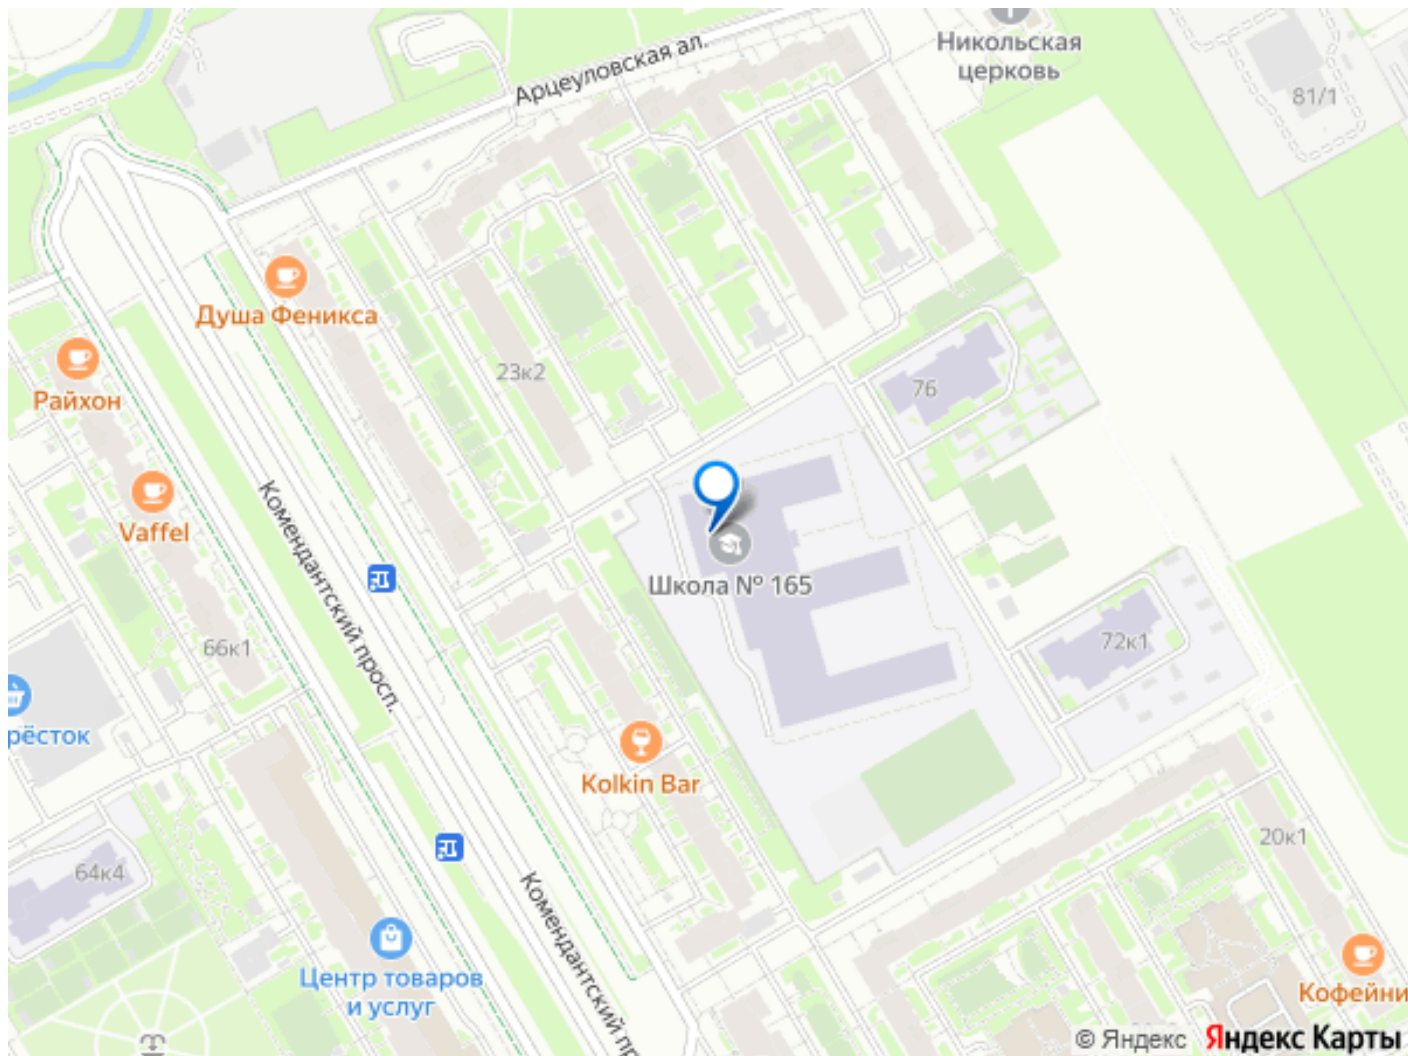 Никольская
церковь
Арцеуловская ал.
81/1
Душа Феникса
23к2
76
Райхон
Vaffel
Комендантский просп.
Школа № 165
66к1
72к1
рёсток
Kolkin Bar
20к1
64к4
Комендантский пр
Центр товаров
и услуг
Кофейни
© Яндекс Яндекс Карты